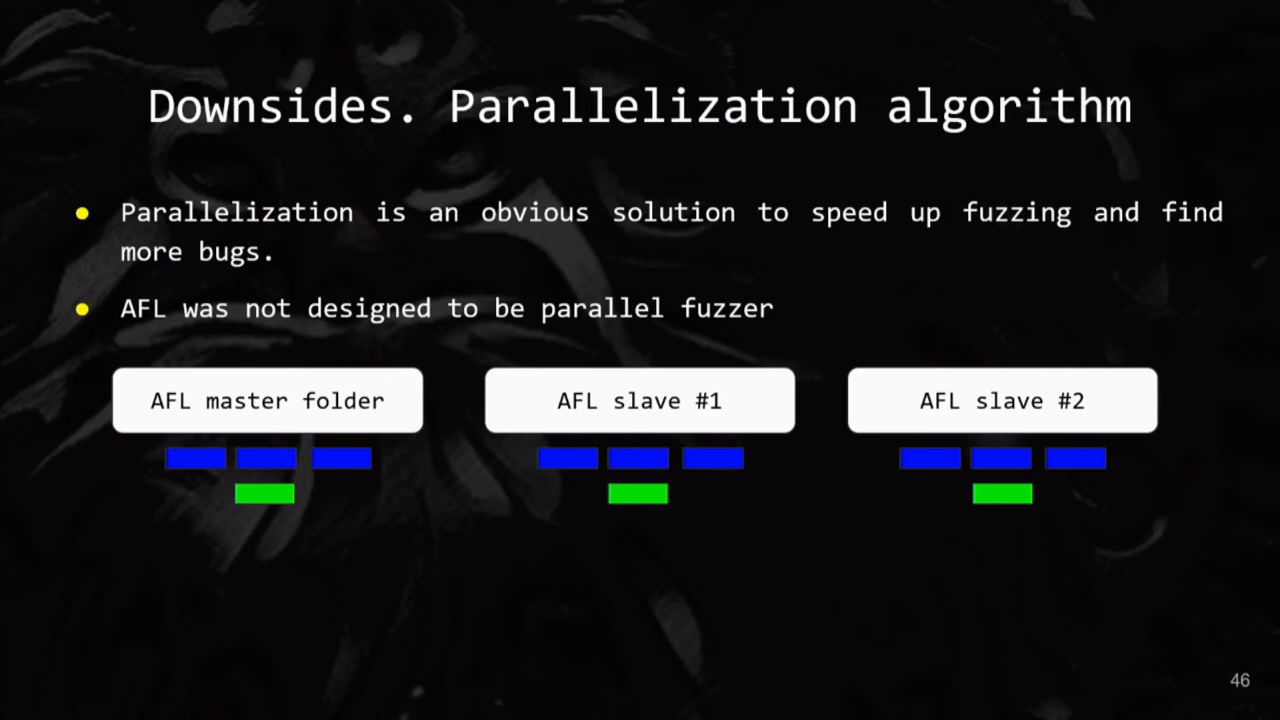 Downsides. Parallelization algorithm
Parallelization is an obvious solution to speed up fuzzing and find
more bugs.
AFL was not designed to be parallel fuzzer
AFL master folder
AFL slave #1
AFL slave #2
46